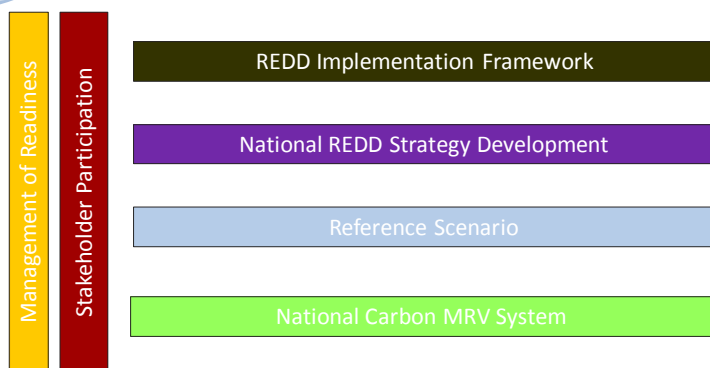 Management of Readiness
Stakeholder Participation
REDD Implementation Framework
National REDD Strategy Development
Reference Scenario
National Carbon MRV System